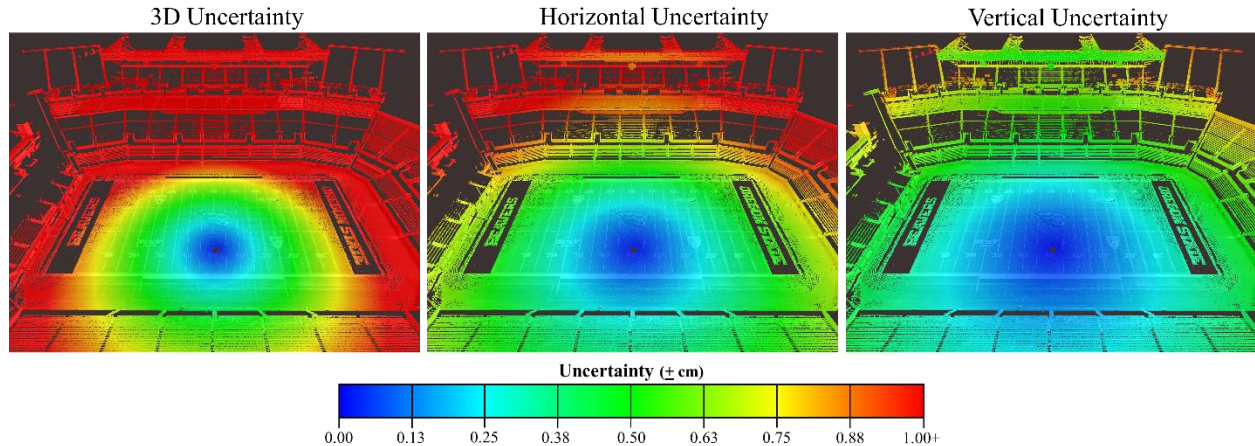 3D Uncertainty
Horizontal Uncertainty
Vertical Uncertainty
BEAVERS
OREGON STATE
BEAVERS
OREGON STATE
BEAVERS
OREGON STATE
Uncertainty (± cm)
0.00 0.13 0.25 0.38 0.50 0.63 0.75 0.88 1.00+